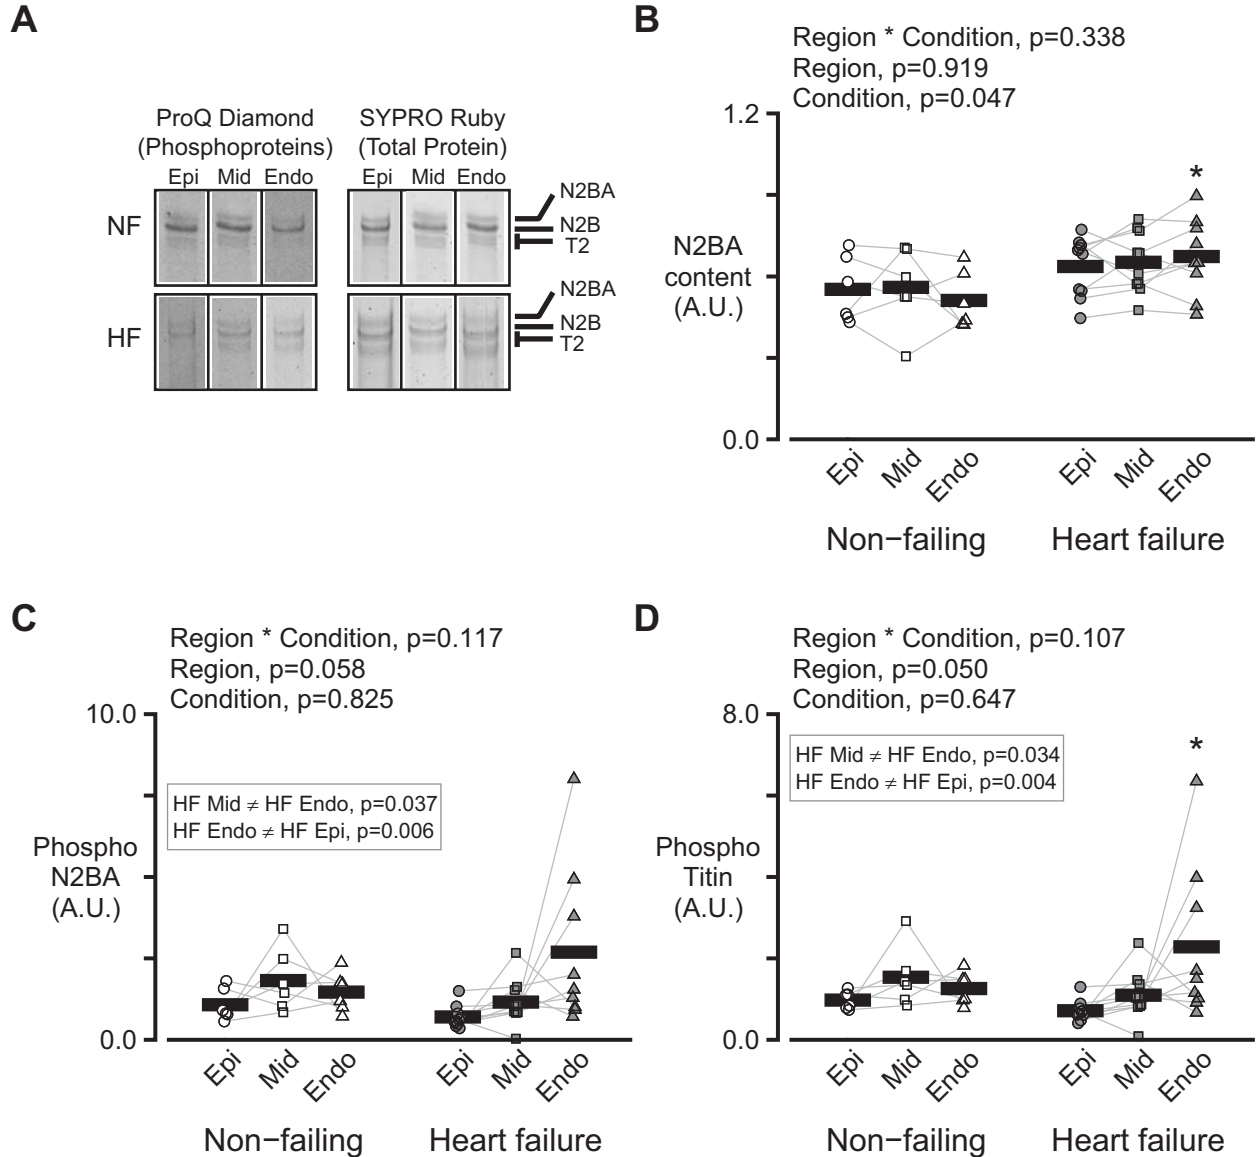 A
ProQ Diamond
(Phosphoproteins)
SYPRO Ruby
(Total Protein)
Epi Mid Endo
Epi Mid Endo
NF
N2BA
N2B
T2
HF
N2BA
N2B
T2
B
Region * Condition, p=0.338
Region, p=0.919
Condition, p=0.047
1.2
*
N2BA
content
(A.U.)
0.0
Epi Mid Endo Epi Mid Endo
Non−failing Heart failure
C
Region * Condition, p=0.117
Region, p=0.058
Condition, p=0.825
10.0
HF Mid ≠ HF Endo, p=0.037
HF Endo ≠ HF Epi, p=0.006
Phospho
N2BA
(A.U.)
0.0
Epi Mid Endo Epi Mid Endo
Non−failing Heart failure
D
Region * Condition, p=0.107
Region, p=0.050
Condition, p=0.647
8.0
HF Mid ≠ HF Endo, p=0.034
HF Endo ≠ HF Epi, p=0.004
*
Phospho
Titin
(A.U.)
0.0
Epi Mid Endo Epi Mid Endo
Non−failing Heart failure